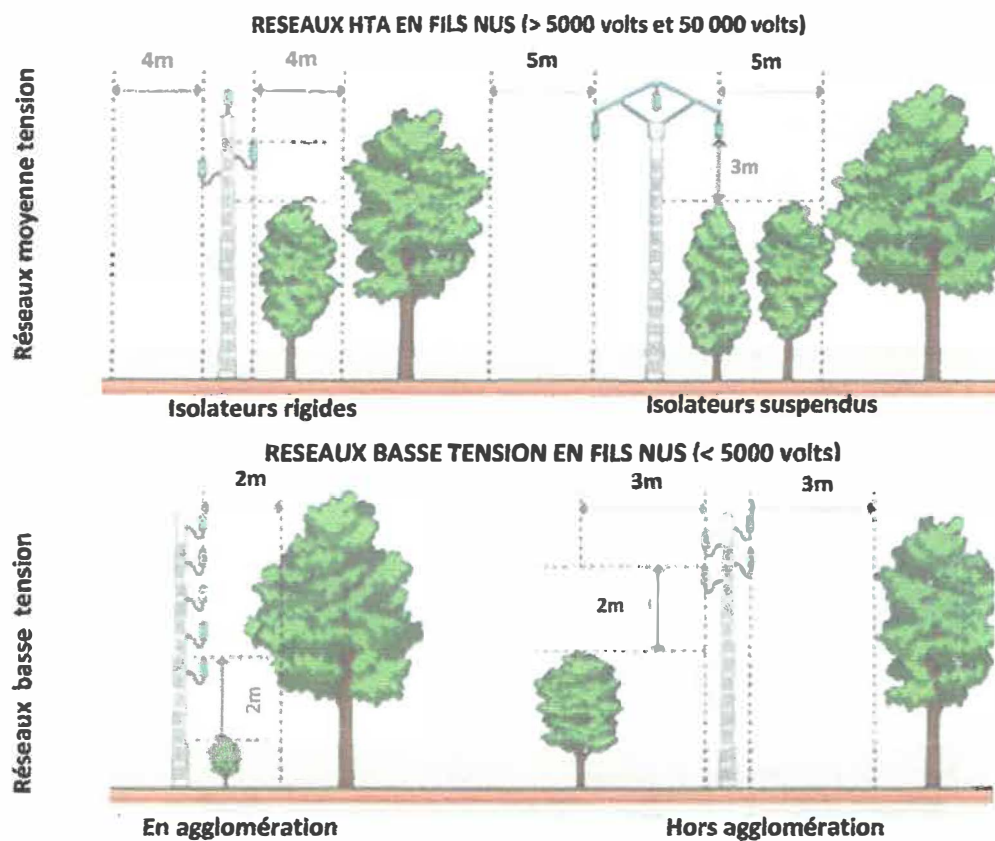 RESEAUX HTA EN FILS NUS (> 5000 volts et 50 000 volts)
4m 4m 5m 5m
Réseaux moyenne tension
3m
Isolateurs rigides Isolateurs suspendus
RESEAUX BASSE TENSION EN FILS NUS (< 5000 volts)
2m 3m 3m
Réseaux basse tension
2m
2m
En agglomération Hors agglomération